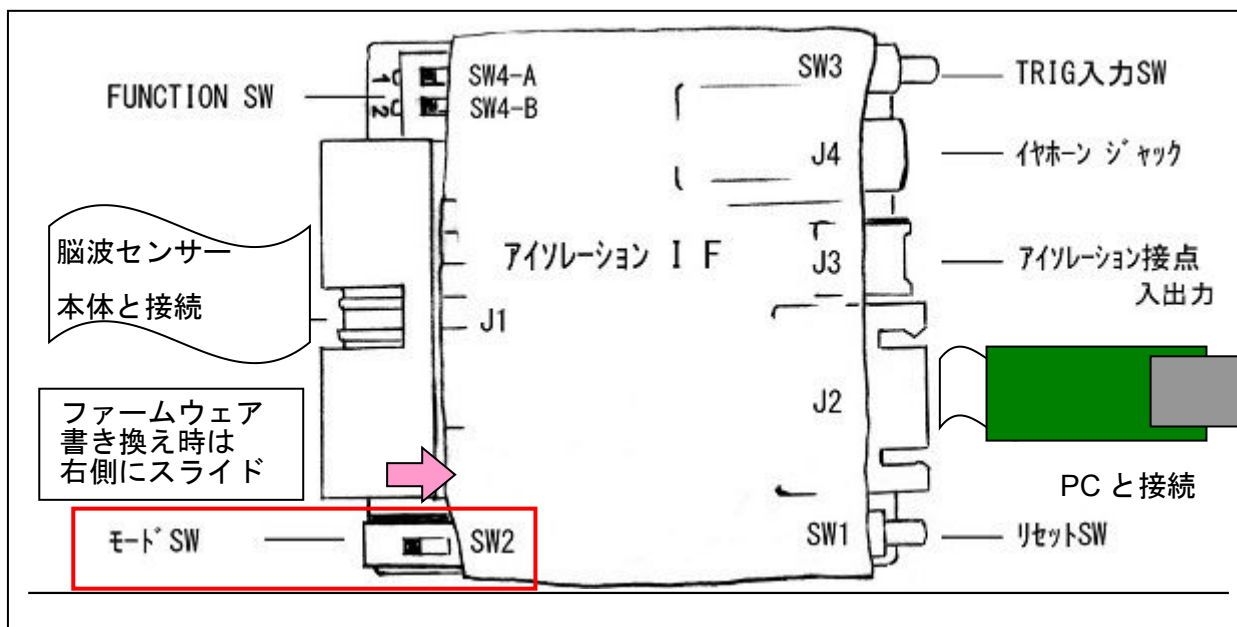 FUNCTION SW
1
2
SW4-A
SW4-B
SW3
TRIG入力SW
J4
イヤホーン ジャック
脳波センサー
本体と接続
アイソレーション I F
J3
アイソレーション接点
入出力
J1
J2
ファームウェア
書き換え時は
右側にスライド
PC と接続
モードSW
SW2
SW1
リセットSW